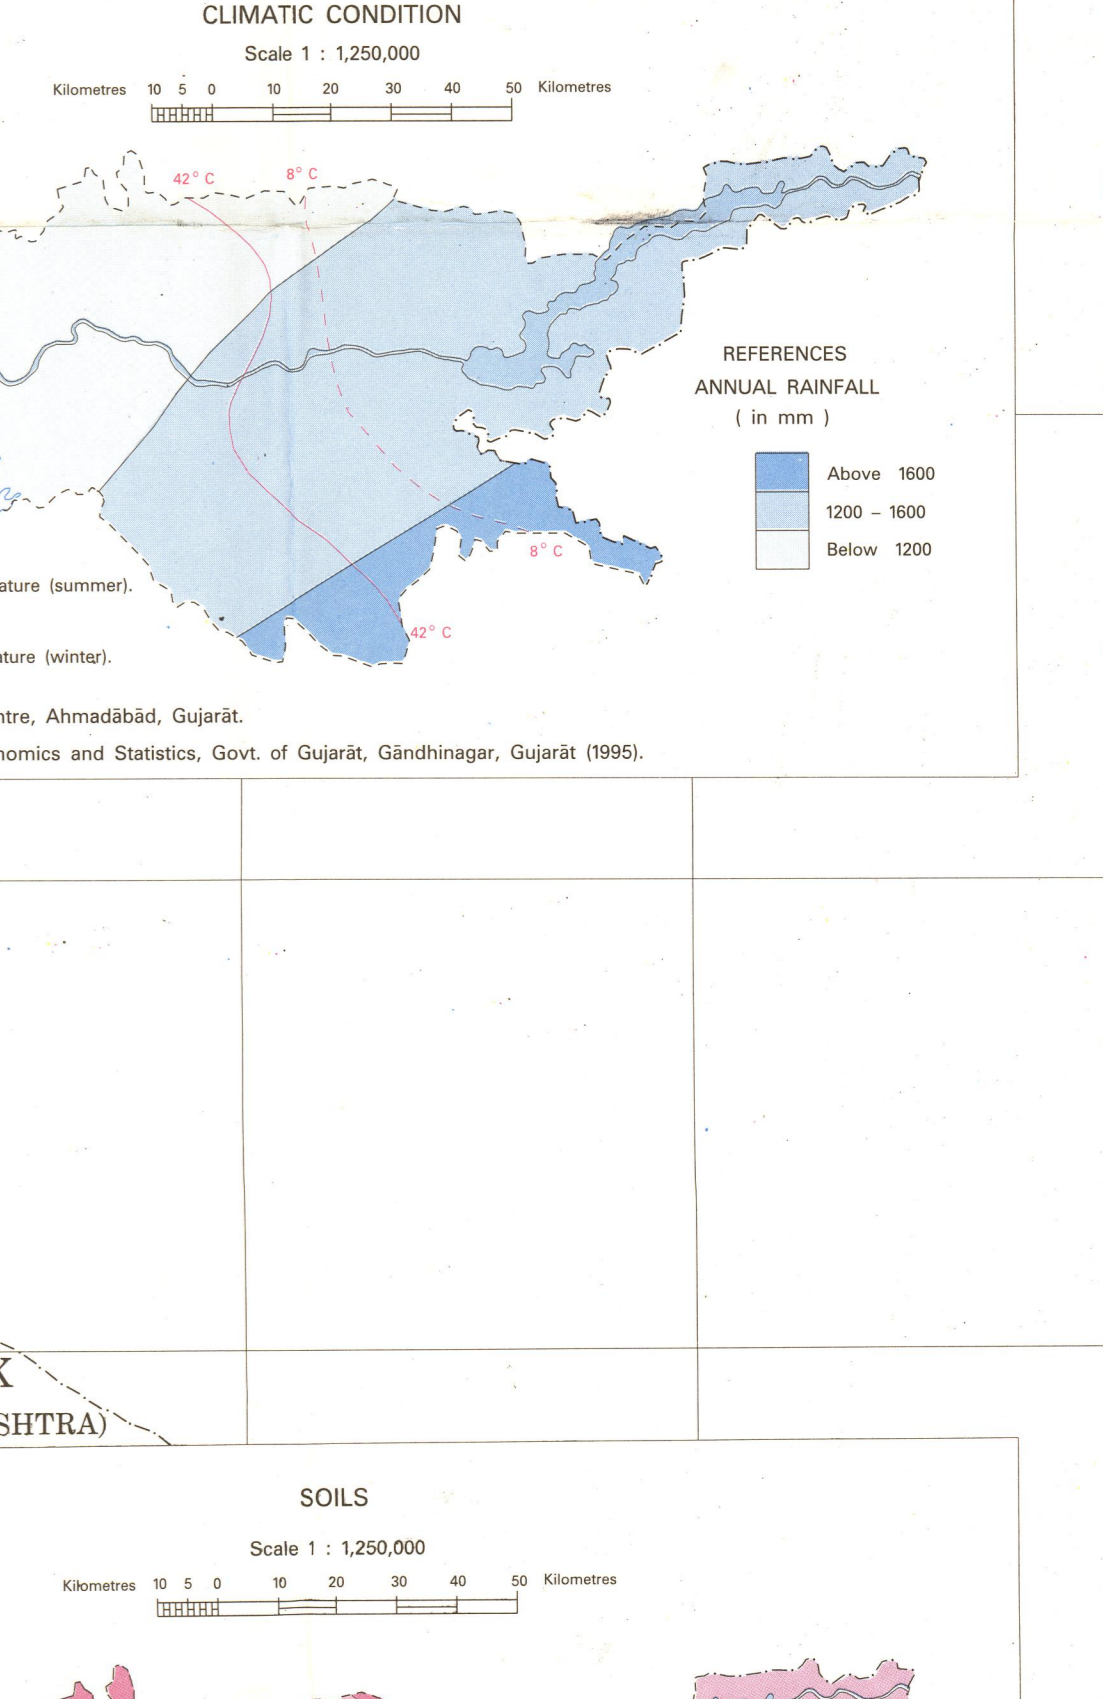 CLIMATIC CONDITION
Scale 1 : 1,250,000
Kilometres 10 5 0 10 20 30 40 50 Kilometres
42° C
8° C
REFERENCES
ANNUAL RAINFALL
( in mm )
Above 1600
1200 – 1600
Below 1200
8° C
ature (summer).
42° C
ature (winter).
ntre, Ahmadābād, Gujarāt.
nomics and Statistics, Govt. of Gujarāt, Gāndhinagar, Gujarāt (1995).
X
SHTRA)
SOILS
Scale 1 : 1,250,000
Kilometres 10 5 0 10 20 30 40 50 Kilometres